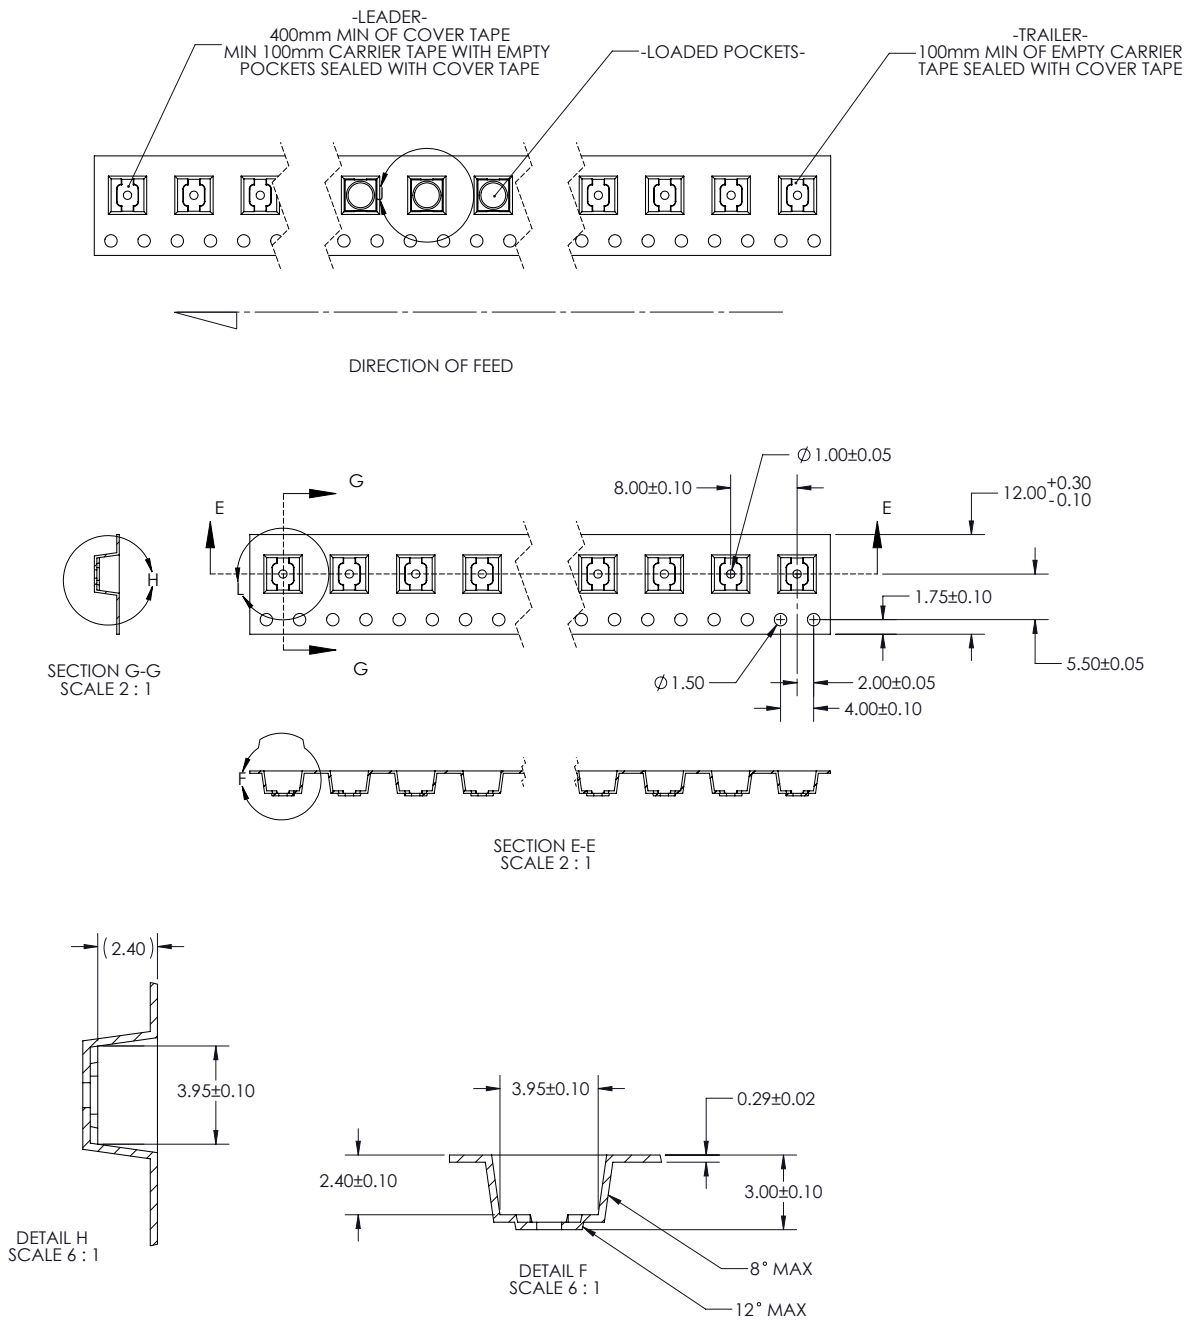 -LEADER-
400mm MIN OF COVER TAPE
MIN 100mm CARRIER TAPE WITH EMPTY
POCKETS SEALED WITH COVER TAPE
-LOADED POCKETS-
-TRAILER-
100mm MIN OF EMPTY CARRIER
TAPE SEALED WITH COVER TAPE
DIRECTION OF FEED
⌀1.00±0.05
8.00±0.10
12.00 +0.30
-0.10
G
E
E
H
L
1.75±0.10
5.50±0.05
G
SECTION G-G
SCALE 2 : 1
⌀1.50
2.00±0.05
4.00±0.10
F
SECTION E-E
SCALE 2 : 1
(2.40)
3.95±0.10
DETAIL H
SCALE 6 : 1
3.95±0.10
0.29±0.02
2.40±0.10
3.00±0.10
DETAIL F
SCALE 6 : 1
8° MAX
12° MAX